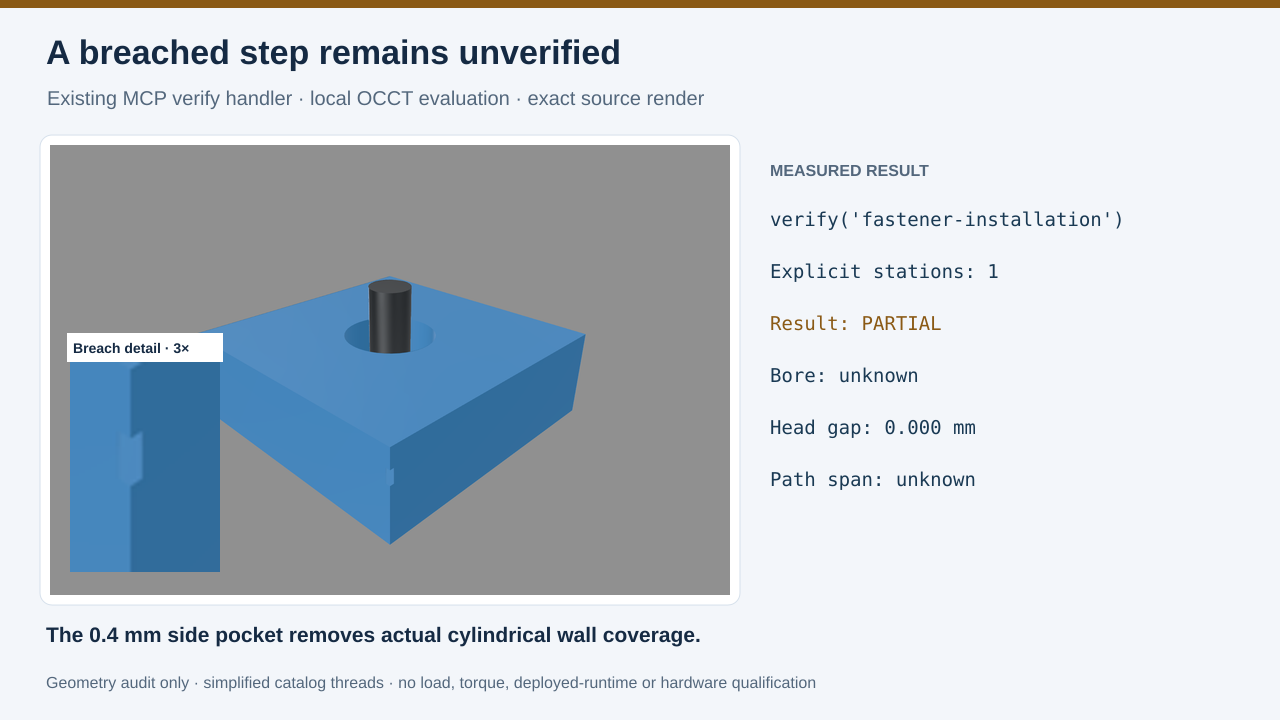 A breached step remains unverified
Existing MCP verify handler · local OCCT evaluation · exact source render
Breach detail · 3×
MEASURED RESULT
verify('fastener-installation')
Explicit stations: 1
Result: PARTIAL
Bore: unknown
Head gap: 0.000 mm
Path span: unknown
The 0.4 mm side pocket removes actual cylindrical wall coverage.
Geometry audit only · simplified catalog threads · no load, torque, deployed-runtime or hardware qualification